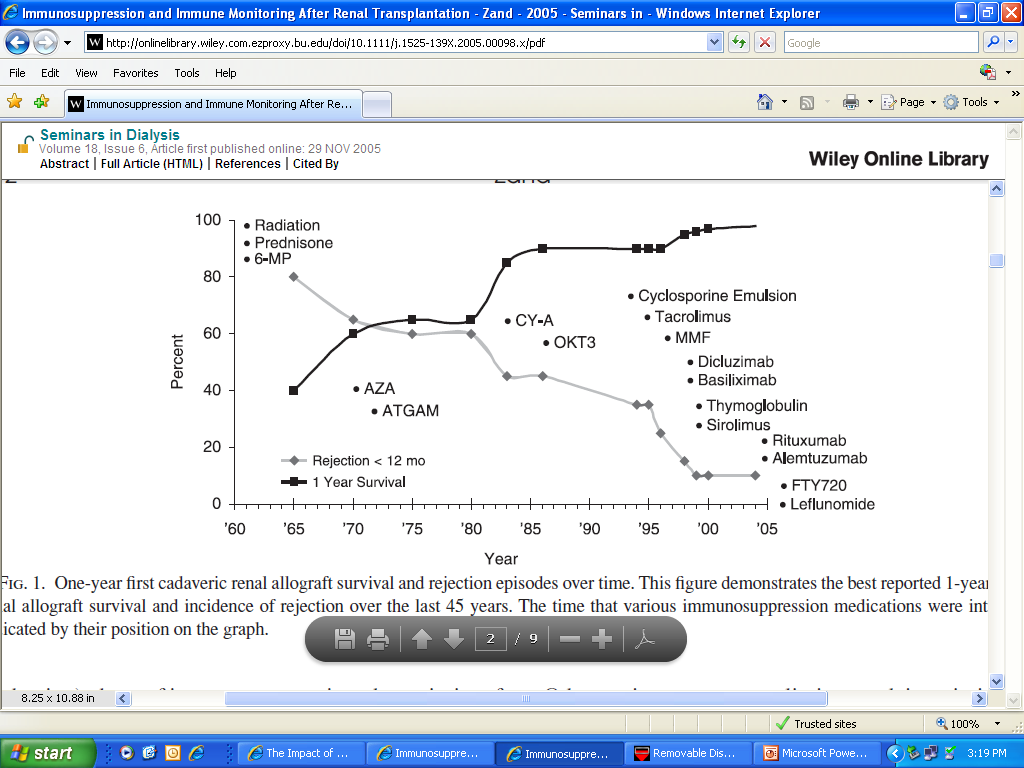 Immunosuppression and Immune Monitoring After Renal Transplantation - Zand - 2005 - Seminars in - Windows Internet Explorer
http://onlinelibrary.wiley.com.ezproxy.bu.edu/doi/10.1111/j.1525-139X.2005.00098.x/pdf
Google
File Edit View Favorites Tools Help
W Immunosuppression and Immune Monitoring After Re...
Page Tools
Seminars in Dialysis
Volume 18, Issue 6, Article first published online: 29 NOV 2005
Abstract | Full Article (HTML) | References | Cited By
Wiley Online Library
2 Zand
100
80
60
40
20
0
Percent
• Radiation
• Prednisone
• 6-MP
• Cyclosporine Emulsion
• Tacrolimus
• CY-A
• MMF
• OKT3
• Dicluzimab
• Basiliximab
• AZA
• ATGAM
• Thymoglobulin
• Sirolimus
• Rituxumab
• Alemtuzumab
• FTY720
• Leflunomide
Rejection < 12 mo
1 Year Survival
'60 '65 '70 '75 '80 '85 '90 '95 '00 '05
Year
FIG. 1. One-year first cadaveric renal allograft survival and rejection episodes over time. This figure demonstrates the best reported 1-year
al allograft survival and incidence of rejection over the last 45 years. The time that various immunosuppression medications were int
icated by their position on the graph.
2 / 9
8.25 x 10.88 in
Trusted sites 100%
start The Impact of ... Immunosuppre... Immunosuppre... Removable Dis... Microsoft Powe... 3:19 PM